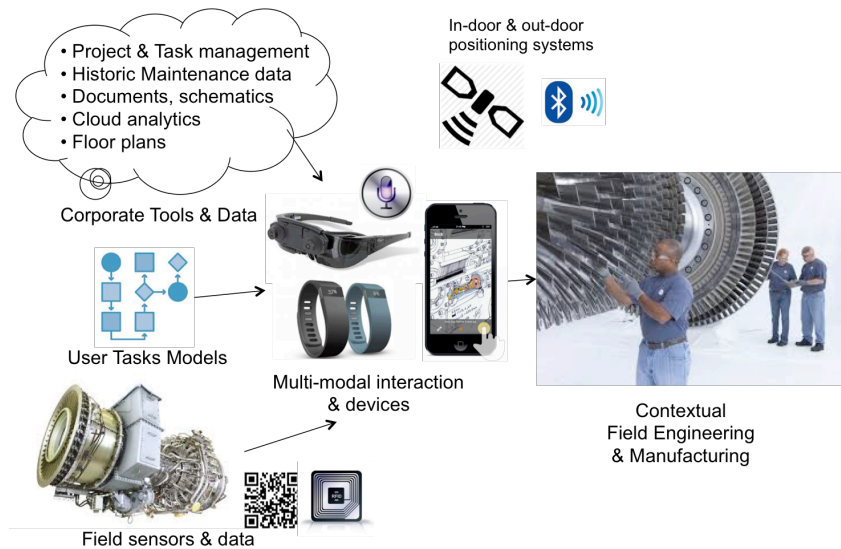 • Project & Task management
• Historic Maintenance data
• Documents, schematics
• Cloud analytics
• Floor plans
In-door & out-door
positioning systems
Corporate Tools & Data
User Tasks Models
Multi-modal interaction
& devices
Contextual
Field Engineering
& Manufacturing
RFID
Field sensors & data